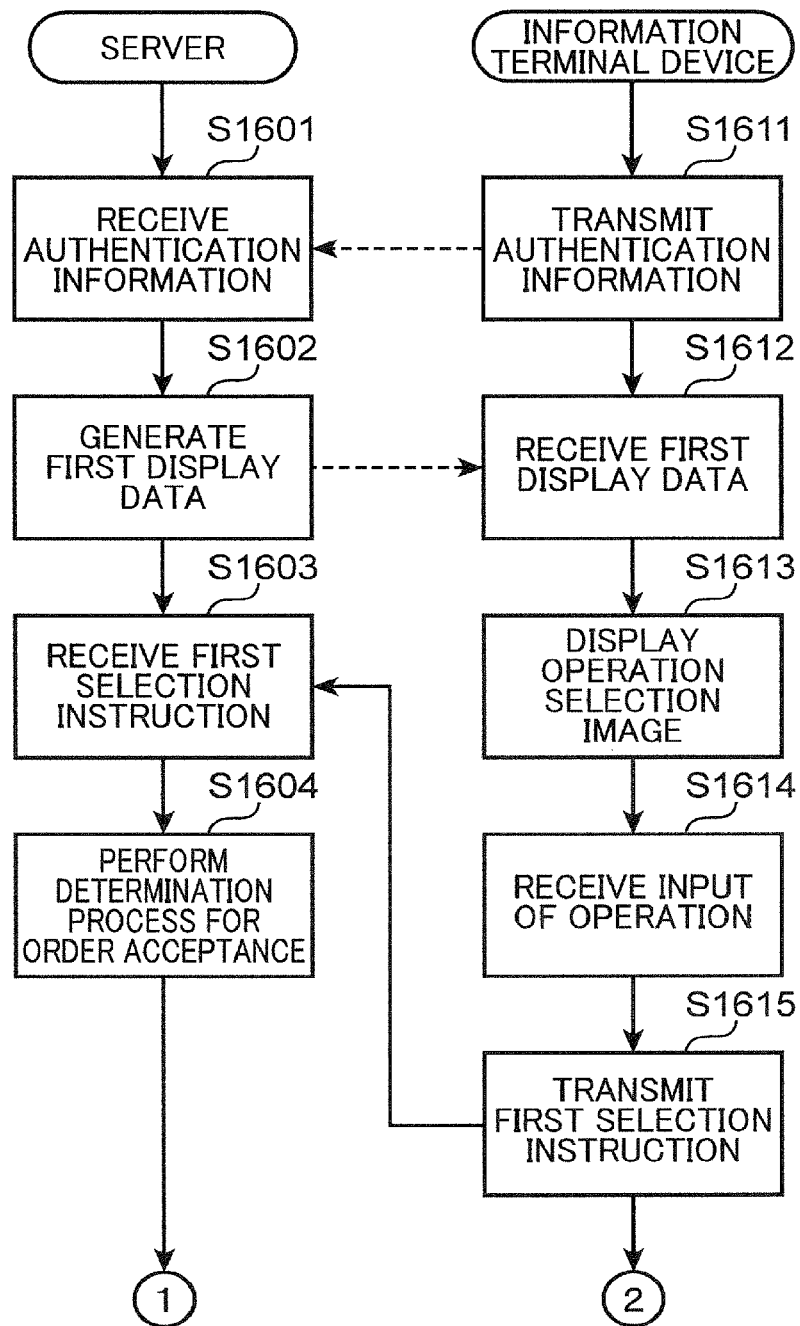 SERVER
INFORMATION
TERMINAL DEVICE
S1601
RECEIVE
AUTHENTICATION
INFORMATION
S1611
TRANSMIT
AUTHENTICATION
INFORMATION
S1602
GENERATE
FIRST DISPLAY
DATA
S1612
RECEIVE FIRST
DISPLAY DATA
S1603
RECEIVE FIRST
SELECTION
INSTRUCTION
S1613
DISPLAY
OPERATION
SELECTION
IMAGE
S1604
PERFORM
DETERMINATION
PROCESS FOR
ORDER ACCEPTANCE
S1614
RECEIVE INPUT
OF OPERATION
S1615
TRANSMIT
FIRST SELECTION
INSTRUCTION
1
2